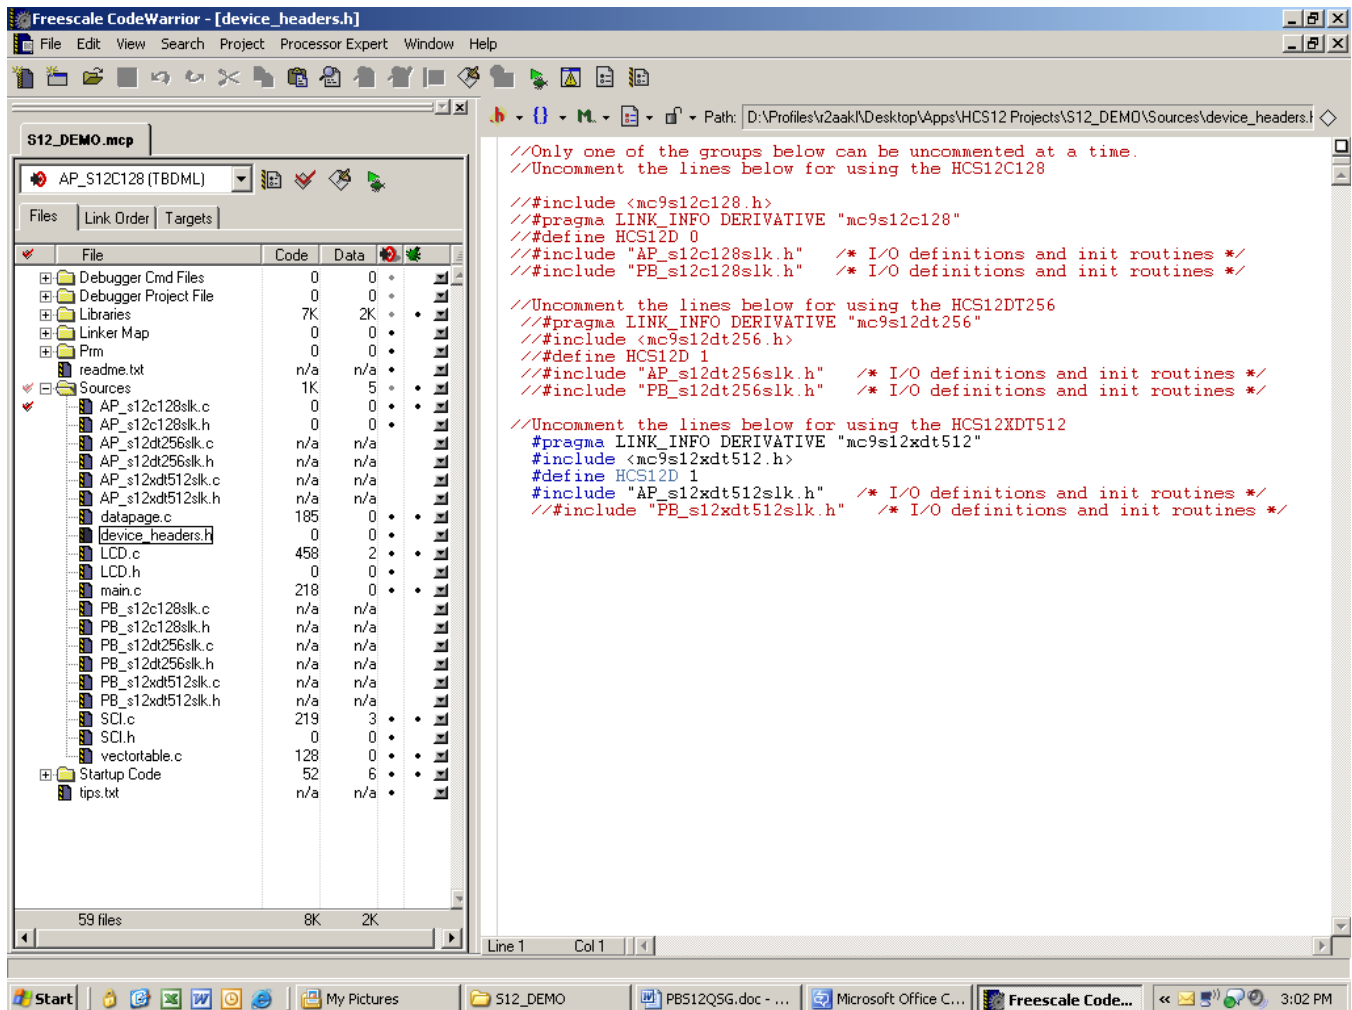 Freescale CodeWarrior - [device_headers.h]
File Edit View Search Project Processor Expert Window Help
Path: D:\Profiles\r2aakl\Desktop\Apps\HCS12 Projects\S12_DEMO\Sources\device_headers.h
S12_DEMO.mcp
AP_S12C128 (TBDML)
Files Link Order Targets
File Code Data
Debugger Cmd Files 0 0
Debugger Project File 0 0
Libraries 7K 2K
Linker Map 0 0
Prm 0 0
readme.txt n/a n/a
Sources 1K 5
AP_s12c128slk.c 0 0
AP_s12c128slk.h 0 0
AP_s12dt256slk.c n/a n/a
AP_s12dt256slk.h n/a n/a
AP_s12xdt512slk.c n/a n/a
AP_s12xdt512slk.h n/a n/a
datapage.c 185 0
device_headers.h 0 0
LCD.c 458 2
LCD.h 0 0
main.c 218 0
PB_s12c128slk.c n/a n/a
PB_s12c128slk.h n/a n/a
PB_s12dt256slk.c n/a n/a
PB_s12dt256slk.h n/a n/a
PB_s12xdt512slk.c n/a n/a
PB_s12xdt512slk.h n/a n/a
SCI.c 219 3
SCI.h 0 0
vectortable.c 128 0
Startup Code 52 6
tips.txt n/a n/a
59 files 8K 2K
//Only one of the groups below can be uncommented at a time.
//Uncomment the lines below for using the HCS12C128
//#include <mc9s12c128.h>
//#pragma LINK_INFO DERIVATIVE "mc9s12c128"
//#define HCS12D 0
//#include "AP_s12c128slk.h" /* I/O definitions and init routines */
//#include "PB_s12c128slk.h" /* I/O definitions and init routines */
//Uncomment the lines below for using the HCS12DT256
//#pragma LINK_INFO DERIVATIVE "mc9s12dt256"
//#include <mc9s12dt256.h>
//#define HCS12D 1
//#include "AP_s12dt256slk.h" /* I/O definitions and init routines */
//#include "PB_s12dt256slk.h" /* I/O definitions and init routines */
//Uncomment the lines below for using the HCS12XDT512
#pragma LINK_INFO DERIVATIVE "mc9s12xdt512"
#include <mc9s12xdt512.h>
#define HCS12D 1
#include "AP_s12xdt512slk.h" /* I/O definitions and init routines */
//#include "PB_s12xdt512slk.h" /* I/O definitions and init routines */
Line 1 Col 1
Start My Pictures S12_DEMO PBS12QSG.doc - ... Microsoft Office C... Freescale Code... 3:02 PM